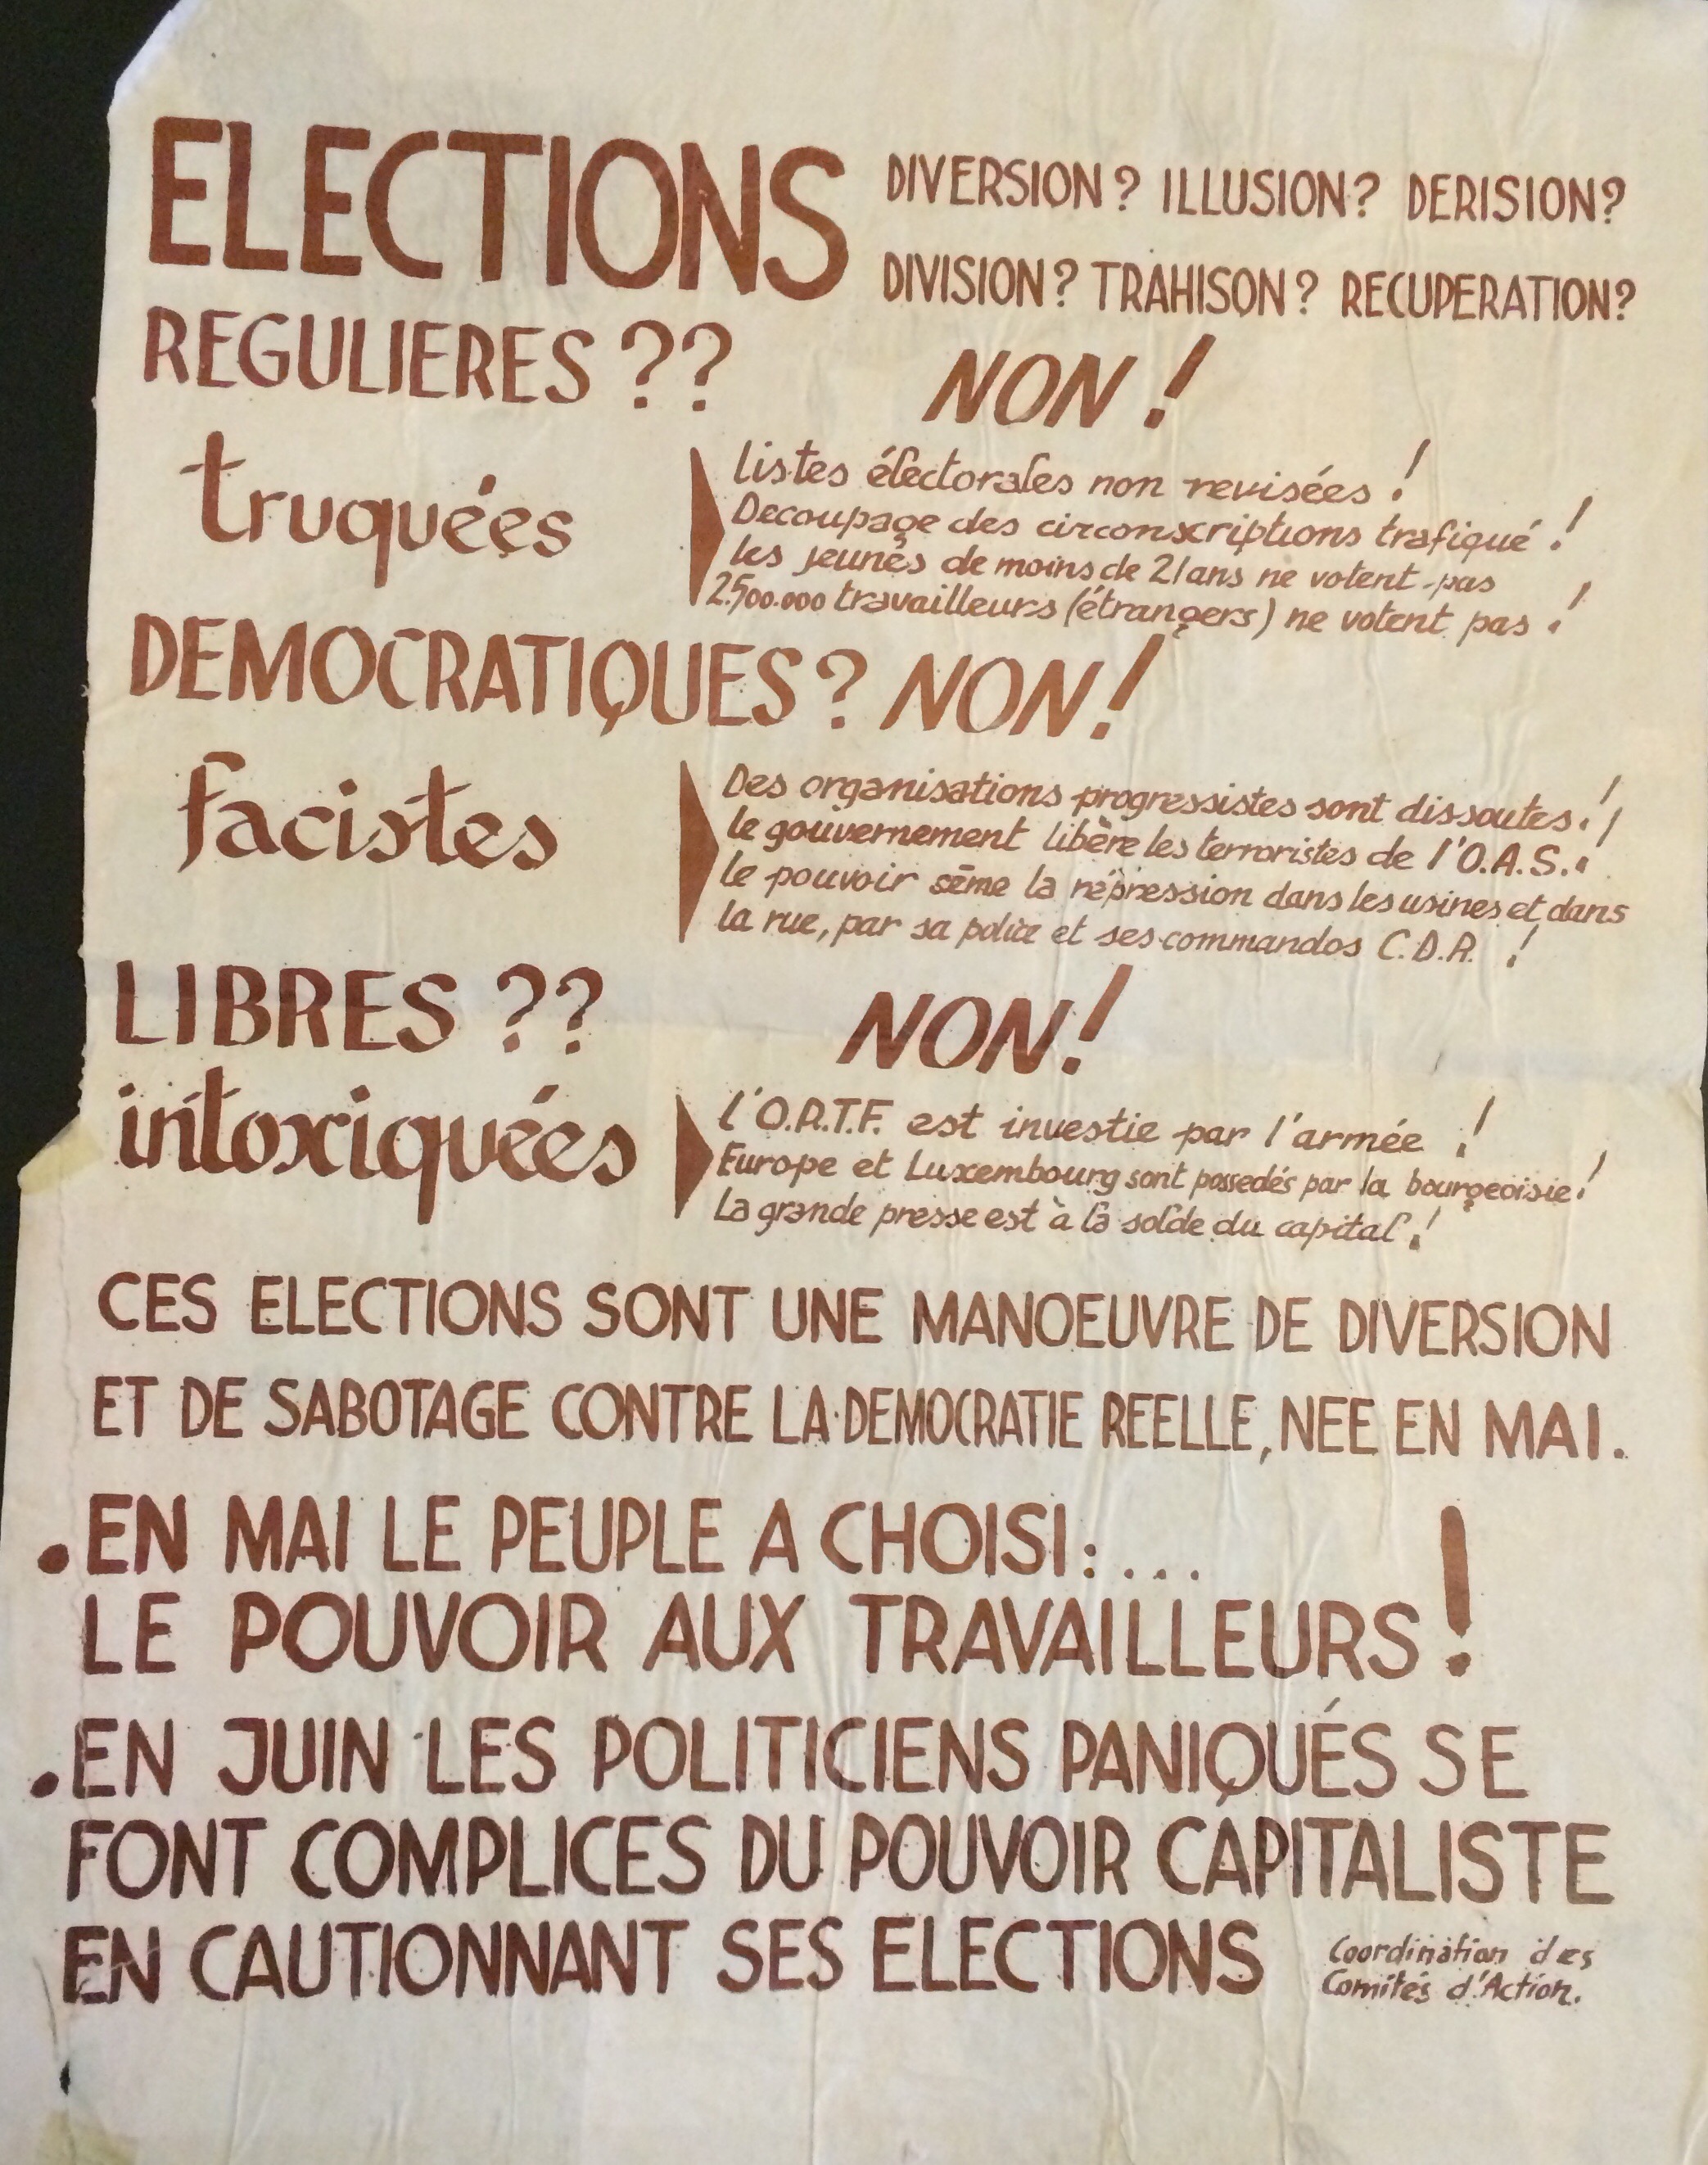 ELECTIONS
DIVERSION? ILLUSION? DERISION?
DIVISION? TRAHISON? RECUPERATION?
REGULIERES ??
NON!
truquées
Listes électorales non revisées !
Decoupage des circonscriptions trafiqué !
les jeunes de moins de 21 ans ne votent pas
2.500.000 travailleurs (étrangers) ne votent pas !
DEMOCRATIQUES? NON!
facistes
Des organisations progressistes sont dissoutes !
le gouvernement libère les terroristes de l'O.A.S. !
le pouvoir sème la répression dans les usines et dans
la rue, par sa police et ses commandos C.D.R. !
LIBRES ??
NON!
intoxiquées
l'O.R.T.F. est investie par l'armée !
Europe et Luxembourg sont possedés par la bourgeoisie !
La grande presse est à la solde du capital !
CES ELECTIONS SONT UNE MANOEUVRE DE DIVERSION
ET DE SABOTAGE CONTRE LA DEMOCRATIE REELLE, NEE EN MAI.
.EN MAI LE PEUPLE A CHOISI: ...
LE POUVOIR AUX TRAVAILLEURS!
.EN JUIN LES POLITICIENS PANIQUÉS SE
FONT COMPLICES DU POUVOIR CAPITALISTE
EN CAUTIONNANT SES ELECTIONS
Coordination des
Comités d'Action.